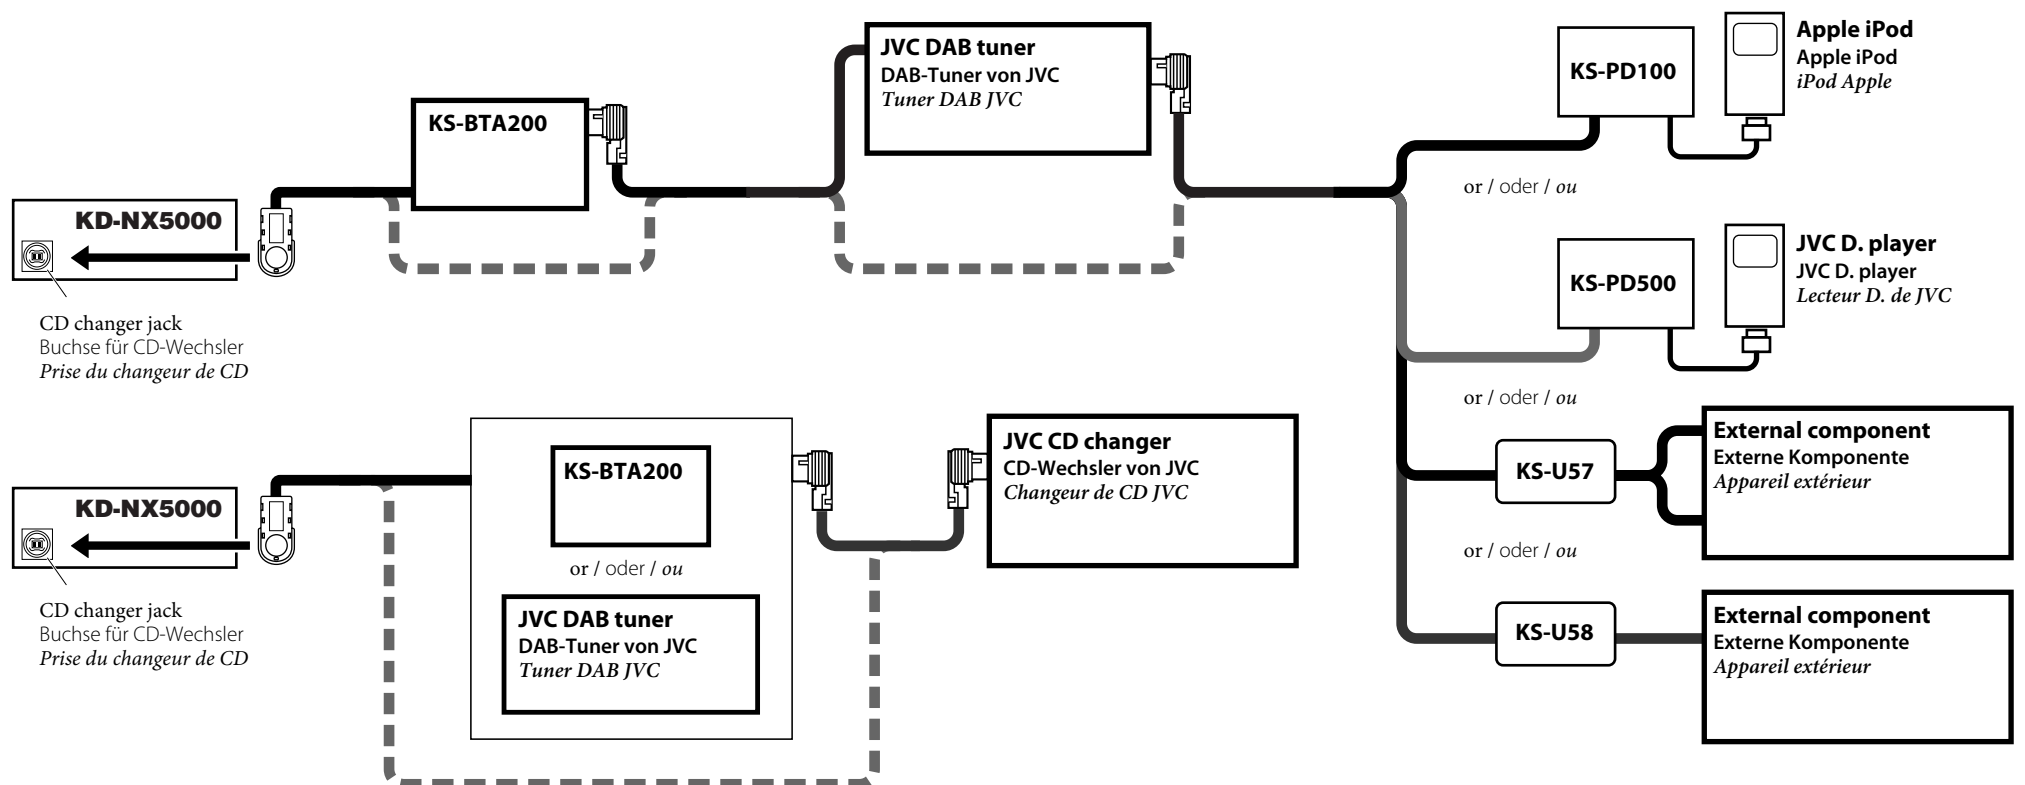 KD-NX5000
CD changer jack
Buchse für CD-Wechsler
Prise du changeur de CD
KS-BTA200
JVC DAB tuner
DAB-Tuner von JVC
Tuner DAB JVC
KS-PD100
Apple iPod
Apple iPod
iPod Apple
or / oder / ou
KS-PD500
JVC D. player
JVC D. player
Lecteur D. de JVC
or / oder / ou
KS-U57
External component
Externe Komponente
Appareil extérieur
or / oder / ou
KS-U58
External component
Externe Komponente
Appareil extérieur
KD-NX5000
CD changer jack
Buchse für CD-Wechsler
Prise du changeur de CD
KS-BTA200
or / oder / ou
JVC DAB tuner
DAB-Tuner von JVC
Tuner DAB JVC
JVC CD changer
CD-Wechsler von JVC
Changeur de CD JVC